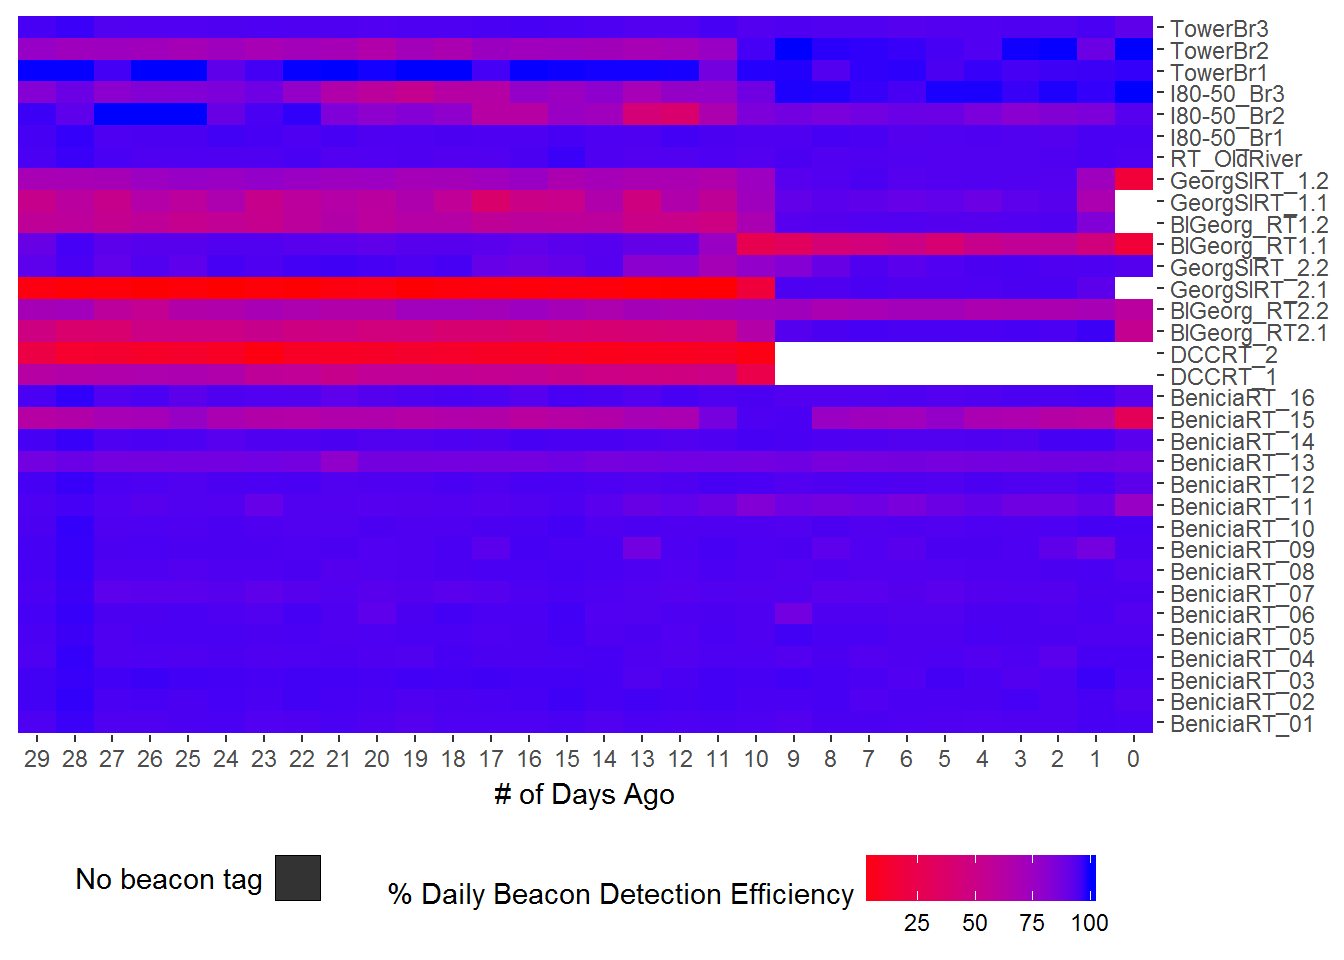 TowerBr3
TowerBr2
TowerBr1
I80-50_Br3
I80-50_Br2
I80-50_Br1
RT_OldRiver
GeorgSlRT_1.2
GeorgSlRT_1.1
BlGeorg_RT1.2
BlGeorg_RT1.1
GeorgSlRT_2.2
GeorgSlRT_2.1
BlGeorg_RT2.2
BlGeorg_RT2.1
DCCRT_2
DCCRT_1
BeniciaRT_16
BeniciaRT_15
BeniciaRT_14
BeniciaRT_13
BeniciaRT_12
BeniciaRT_11
BeniciaRT_10
BeniciaRT_09
BeniciaRT_08
BeniciaRT_07
BeniciaRT_06
BeniciaRT_05
BeniciaRT_04
BeniciaRT_03
BeniciaRT_02
BeniciaRT_01
29 28 27 26 25 24 23 22 21 20 19 18 17 16 15 14 13 12 11 10 9 8 7 6 5 4 3 2 1 0
# of Days Ago
No beacon tag
% Daily Beacon Detection Efficiency
25 50 75 100